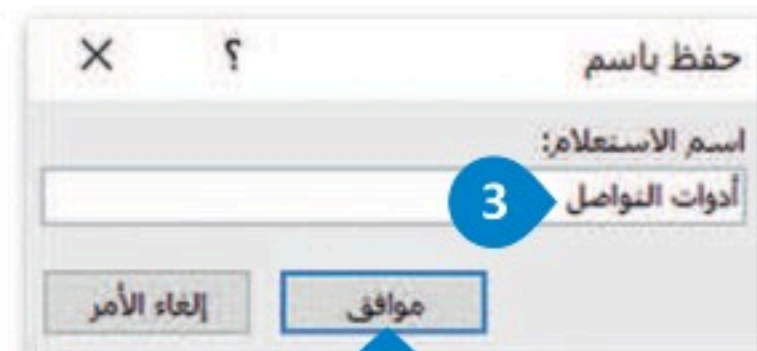 حفظ باسم ؟ ×
اسم الاستعلام:
أدوات التواصل 3
موافق إلغاء الأمر